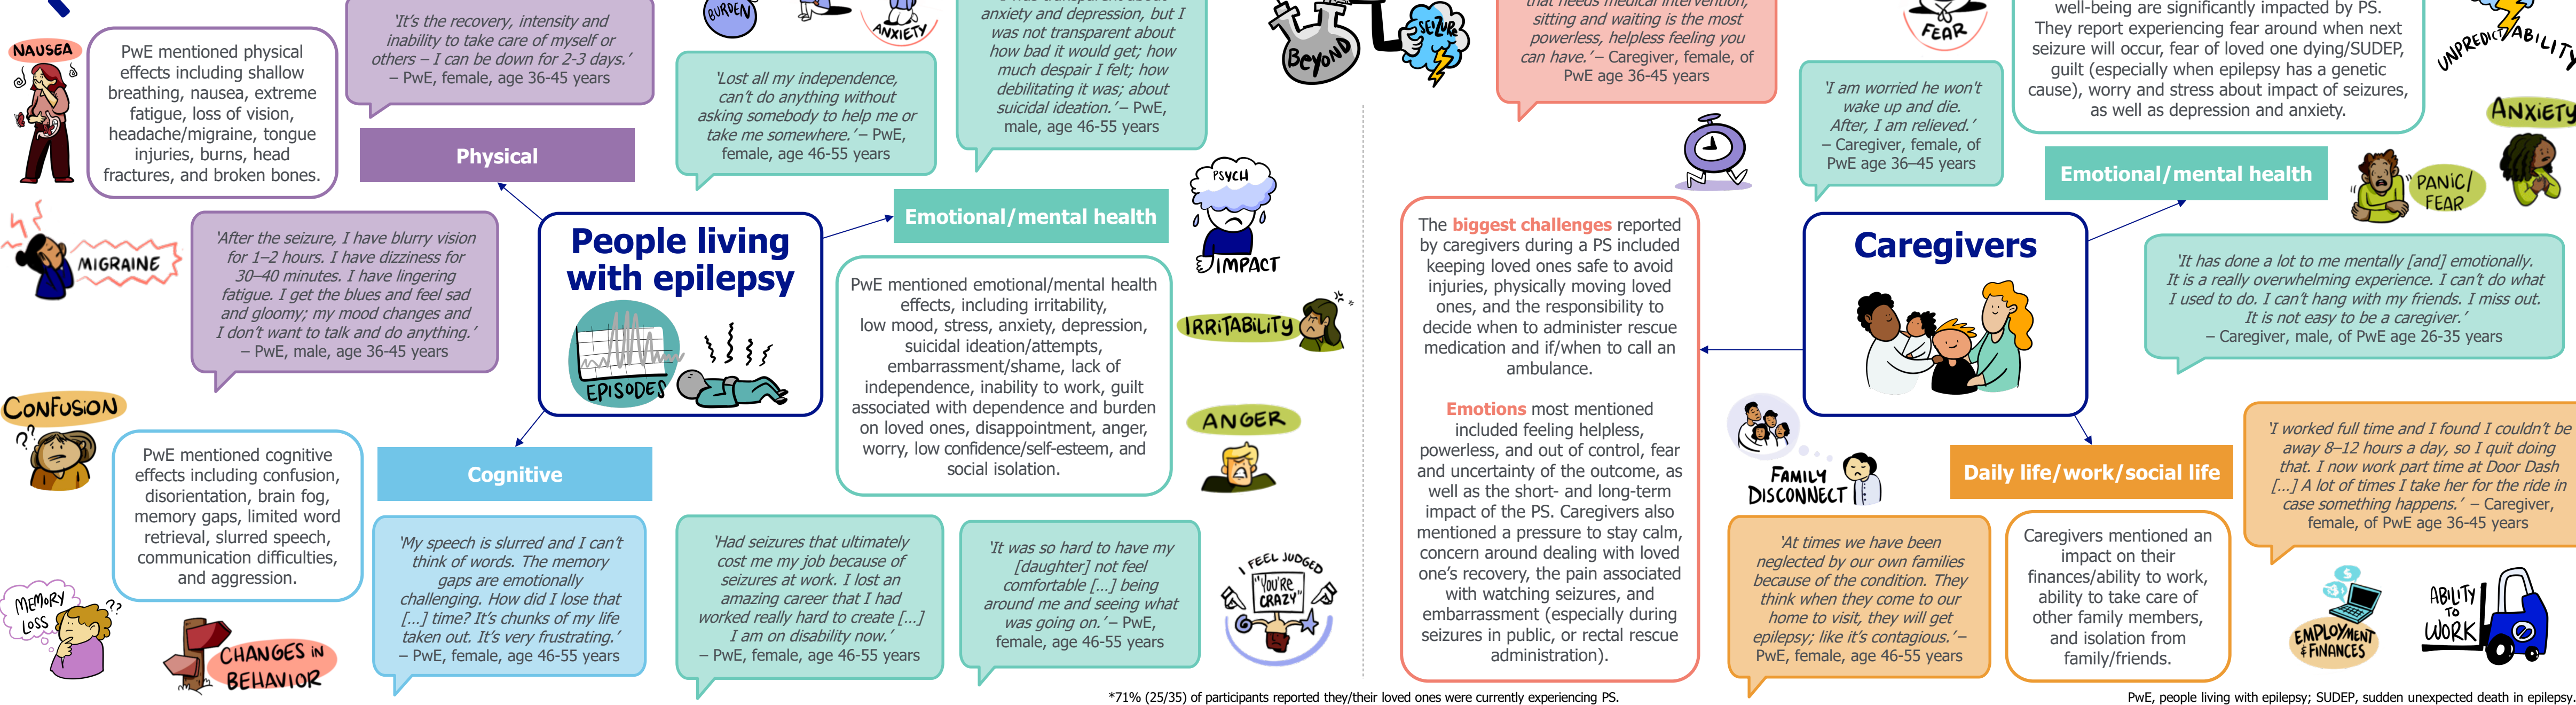 NAUSEA
PwE mentioned physical
effects including shallow
breathing, nausea, extreme
fatigue, loss of vision,
headache/migraine, tongue
injuries, burns, head
fractures, and broken bones.
‘It’s the recovery, intensity and
inability to take care of myself or
others – I can be down for 2-3 days.’
– PwE, female, age 36-45 years
Physical
MIGRAINE
‘After the seizure, I have blurry vision
for 1–2 hours. I have dizziness for
30–40 minutes. I have lingering
fatigue. I get the blues and feel sad
and gloomy; my mood changes and
I don’t want to talk and do anything.’
– PwE, male, age 36-45 years
People living
with epilepsy
EPISODES
CONFUSION
??
PwE mentioned cognitive
effects including confusion,
disorientation, brain fog,
memory gaps, limited word
retrieval, slurred speech,
communication difficulties,
and aggression.
Cognitive
MEMORY
LOSS
??
CHANGES IN
BEHAVIOR
‘My speech is slurred and I can’t
think of words. The memory
gaps are emotionally
challenging. How did I lose that
[…] time? It’s chunks of my life
taken out. It’s very frustrating.’
– PwE, female, age 46-55 years
BURDEN
ANXIETY
‘Lost all my independence,
can’t do anything without
asking somebody to help me or
take me somewhere.’ – PwE,
female, age 46-55 years
anxiety and depression, but I
was not transparent about
how bad it would get; how
much despair I felt; how
debilitating it was; about
suicidal ideation.’ – PwE,
male, age 46-55 years
Emotional/mental health
PSYCH
IMPACT
PwE mentioned emotional/mental health
effects, including irritability,
low mood, stress, anxiety, depression,
suicidal ideation/attempts,
embarrassment/shame, lack of
independence, inability to work, guilt
associated with dependence and burden
on loved ones, disappointment, anger,
worry, low confidence/self-esteem, and
social isolation.
IRRITABILITY
ANGER
‘Had seizures that ultimately
cost me my job because of
seizures at work. I lost an
amazing career that I had
worked really hard to create […]
I am on disability now.’
– PwE, female, age 46-55 years
‘It was so hard to have my
[daughter] not feel
comfortable […] being
around me and seeing what
was going on.’ – PwE,
female, age 46-55 years
I FEEL JUDGED
"YOU'RE
CRAZY"
BEYOND
SEIZURE
that needs medical intervention,
sitting and waiting is the most
powerless, helpless feeling you
can have.’ – Caregiver, female, of
PwE age 36-45 years
The biggest challenges reported
by caregivers during a PS included
keeping loved ones safe to avoid
injuries, physically moving loved
ones, and the responsibility to
decide when to administer rescue
medication and if/when to call an
ambulance.
Emotions most mentioned
included feeling helpless,
powerless, and out of control, fear
and uncertainty of the outcome, as
well as the short- and long-term
impact of the PS. Caregivers also
mentioned a pressure to stay calm,
concern around dealing with loved
one’s recovery, the pain associated
with watching seizures, and
embarrassment (especially during
seizures in public, or rectal rescue
administration).
FEAR
‘I am worried he won’t
wake up and die.
After, I am relieved.’
– Caregiver, female, of
PwE age 36–45 years
well-being are significantly impacted by PS.
They report experiencing fear around when next
seizure will occur, fear of loved one dying/SUDEP,
guilt (especially when epilepsy has a genetic
cause), worry and stress about impact of seizures,
as well as depression and anxiety.
UNPREDICTABILITY
ANXIETY
Emotional/mental health
PANIC/
FEAR
Caregivers
‘It has done a lot to me mentally [and] emotionally.
It is a really overwhelming experience. I can’t do what
I used to do. I can’t hang with my friends. I miss out.
It is not easy to be a caregiver.’
– Caregiver, male, of PwE age 26-35 years
FAMILY
DISCONNECT
Daily life/work/social life
‘I worked full time and I found I couldn’t be
away 8–12 hours a day, so I quit doing
that. I now work part time at Door Dash
[…] A lot of times I take her for the ride in
case something happens.’ – Caregiver,
female, of PwE age 36-45 years
‘At times we have been
neglected by our own families
because of the condition. They
think when they come to our
home to visit, they will get
epilepsy; like it’s contagious.’ –
PwE, female, age 46-55 years
Caregivers mentioned an
impact on their
finances/ability to work,
ability to take care of
other family members,
and isolation from
family/friends.
EMPLOYMENT
& FINANCES
ABILITY
TO
WORK
*71% (25/35) of participants reported they/their loved ones were currently experiencing PS.
PwE, people living with epilepsy; SUDEP, sudden unexpected death in epilepsy.